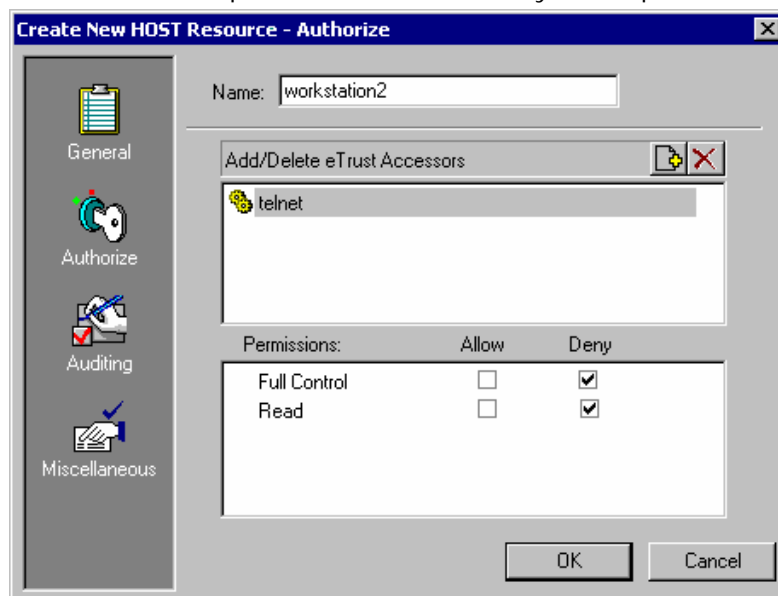 Create New HOST Resource - Authorize
General
Authorize
Auditing
Miscellaneous
Name: workstation2
Add/Delete eTrust Accessors
telnet
Permissions: Allow Deny
Full Control
Read
OK Cancel